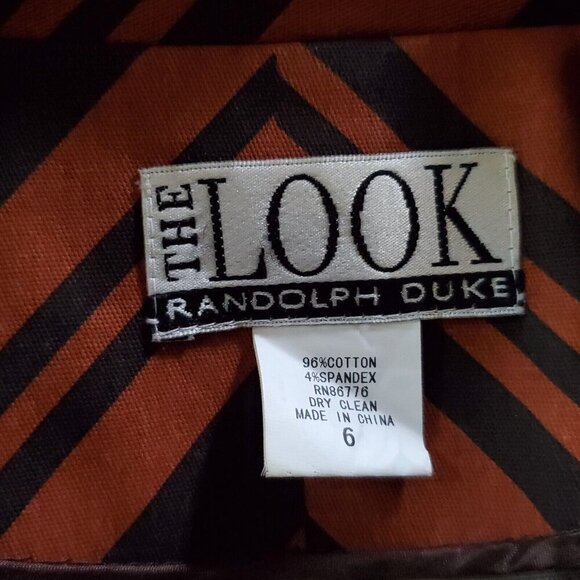 THE LOOK
RANDOLPH DUKE
96%COTTON
4%SPANDEX
RN86776
DRY CLEAN
MADE IN CHINA
6